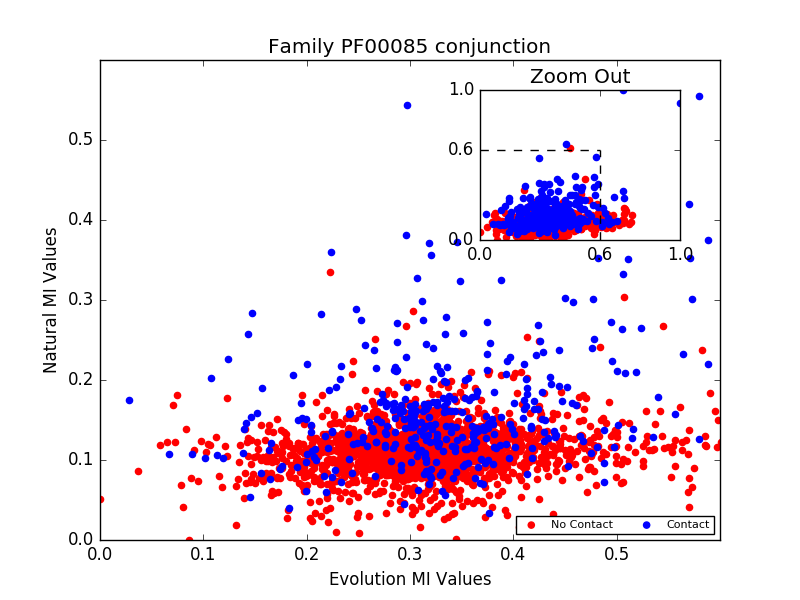 Family PF00085 conjunction
Zoom Out
1.0
0.6
0.0
0.0 0.6 1.0
0.5
0.4
0.3
0.2
0.1
0.0
Natural MI Values
No Contact Contact
0.0 0.1 0.2 0.3 0.4 0.5
Evolution MI Values